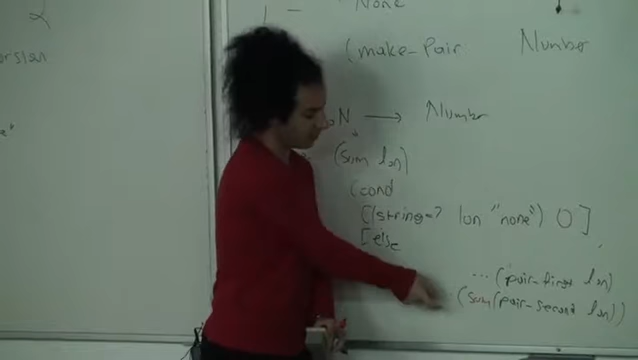 None
(make-Pair Number
N → Number
(sum lon)
(cond
[(string=? lon "none") 0]
[else
... (pair-first lon)
(sum(pair-second lon))